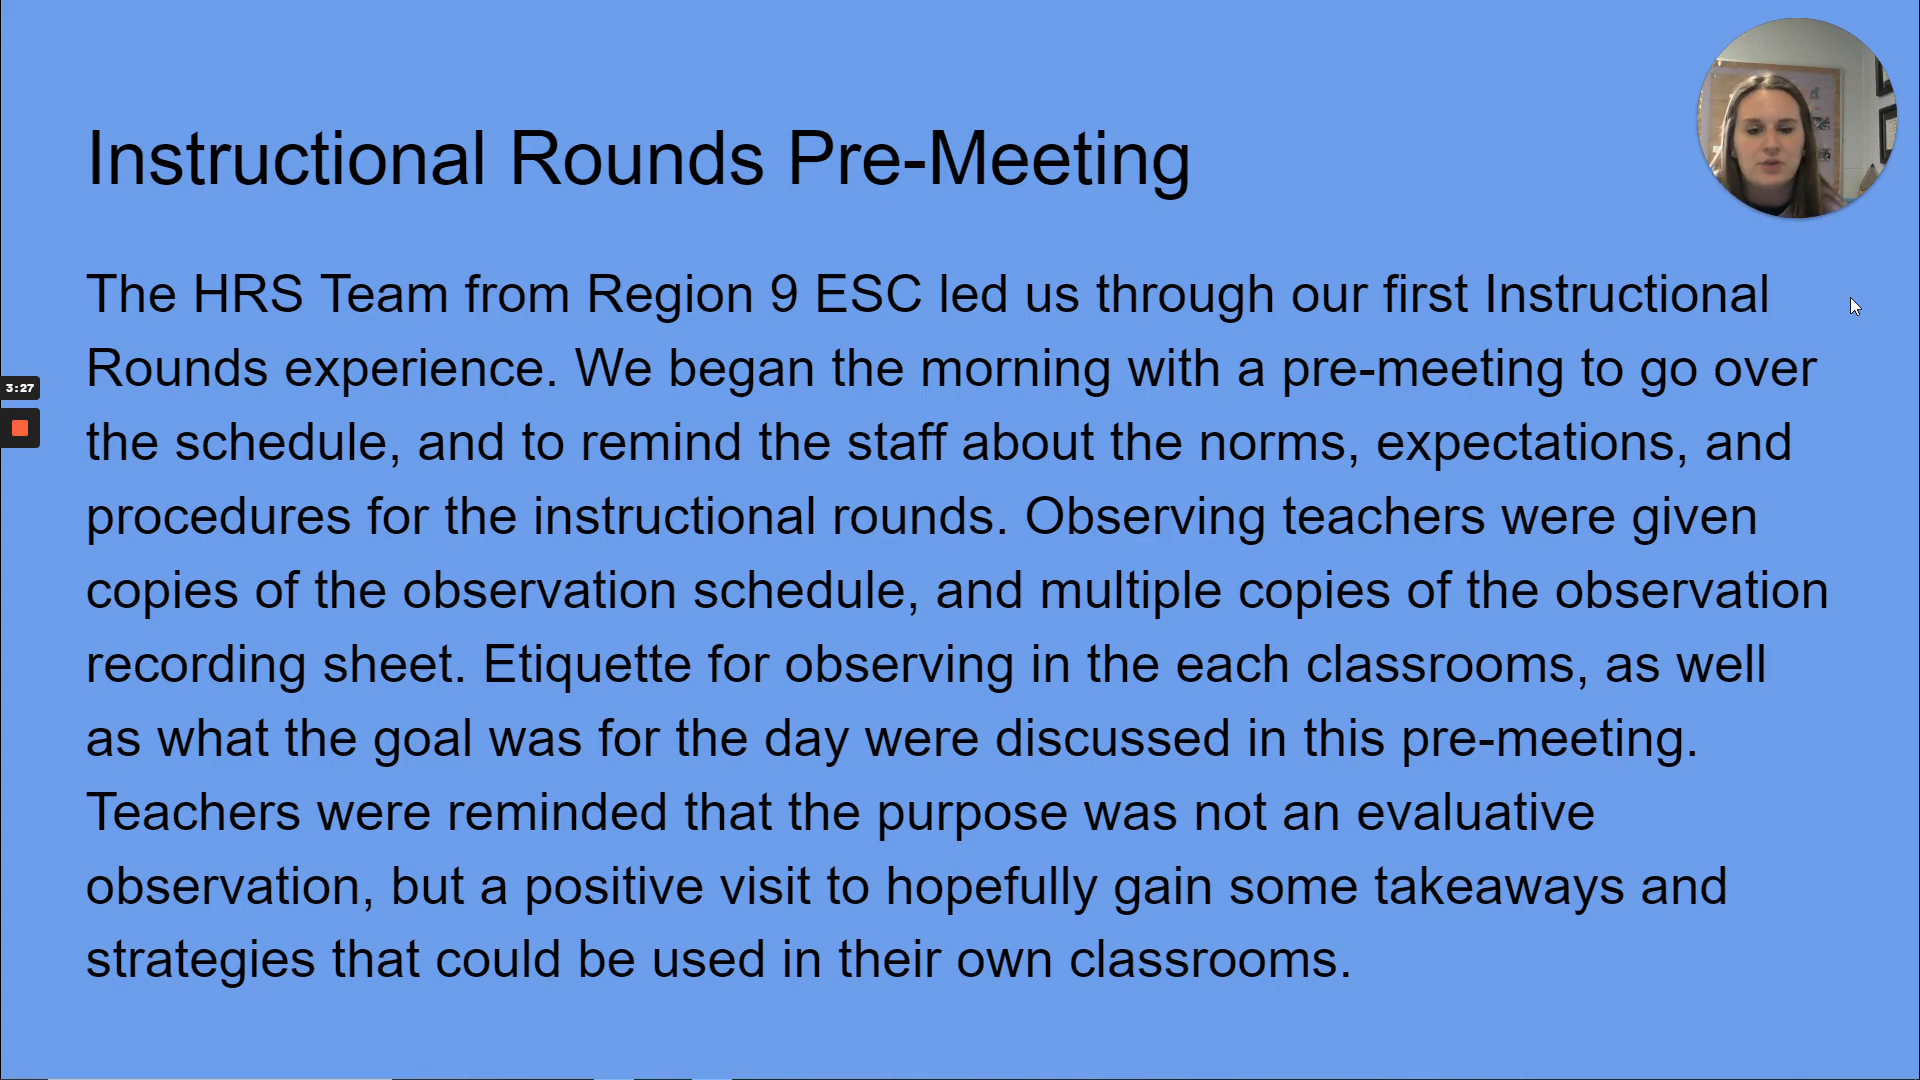 Instructional Rounds Pre-Meeting
The HRS Team from Region 9 ESC led us through our first Instructional
Rounds experience. We began the morning with a pre-meeting to go over
the schedule, and to remind the staff about the norms, expectations, and
procedures for the instructional rounds. Observing teachers were given
copies of the observation schedule, and multiple copies of the observation
recording sheet. Etiquette for observing in the each classrooms, as well
as what the goal was for the day were discussed in this pre-meeting.
Teachers were reminded that the purpose was not an evaluative
observation, but a positive visit to hopefully gain some takeaways and
strategies that could be used in their own classrooms.
3:27